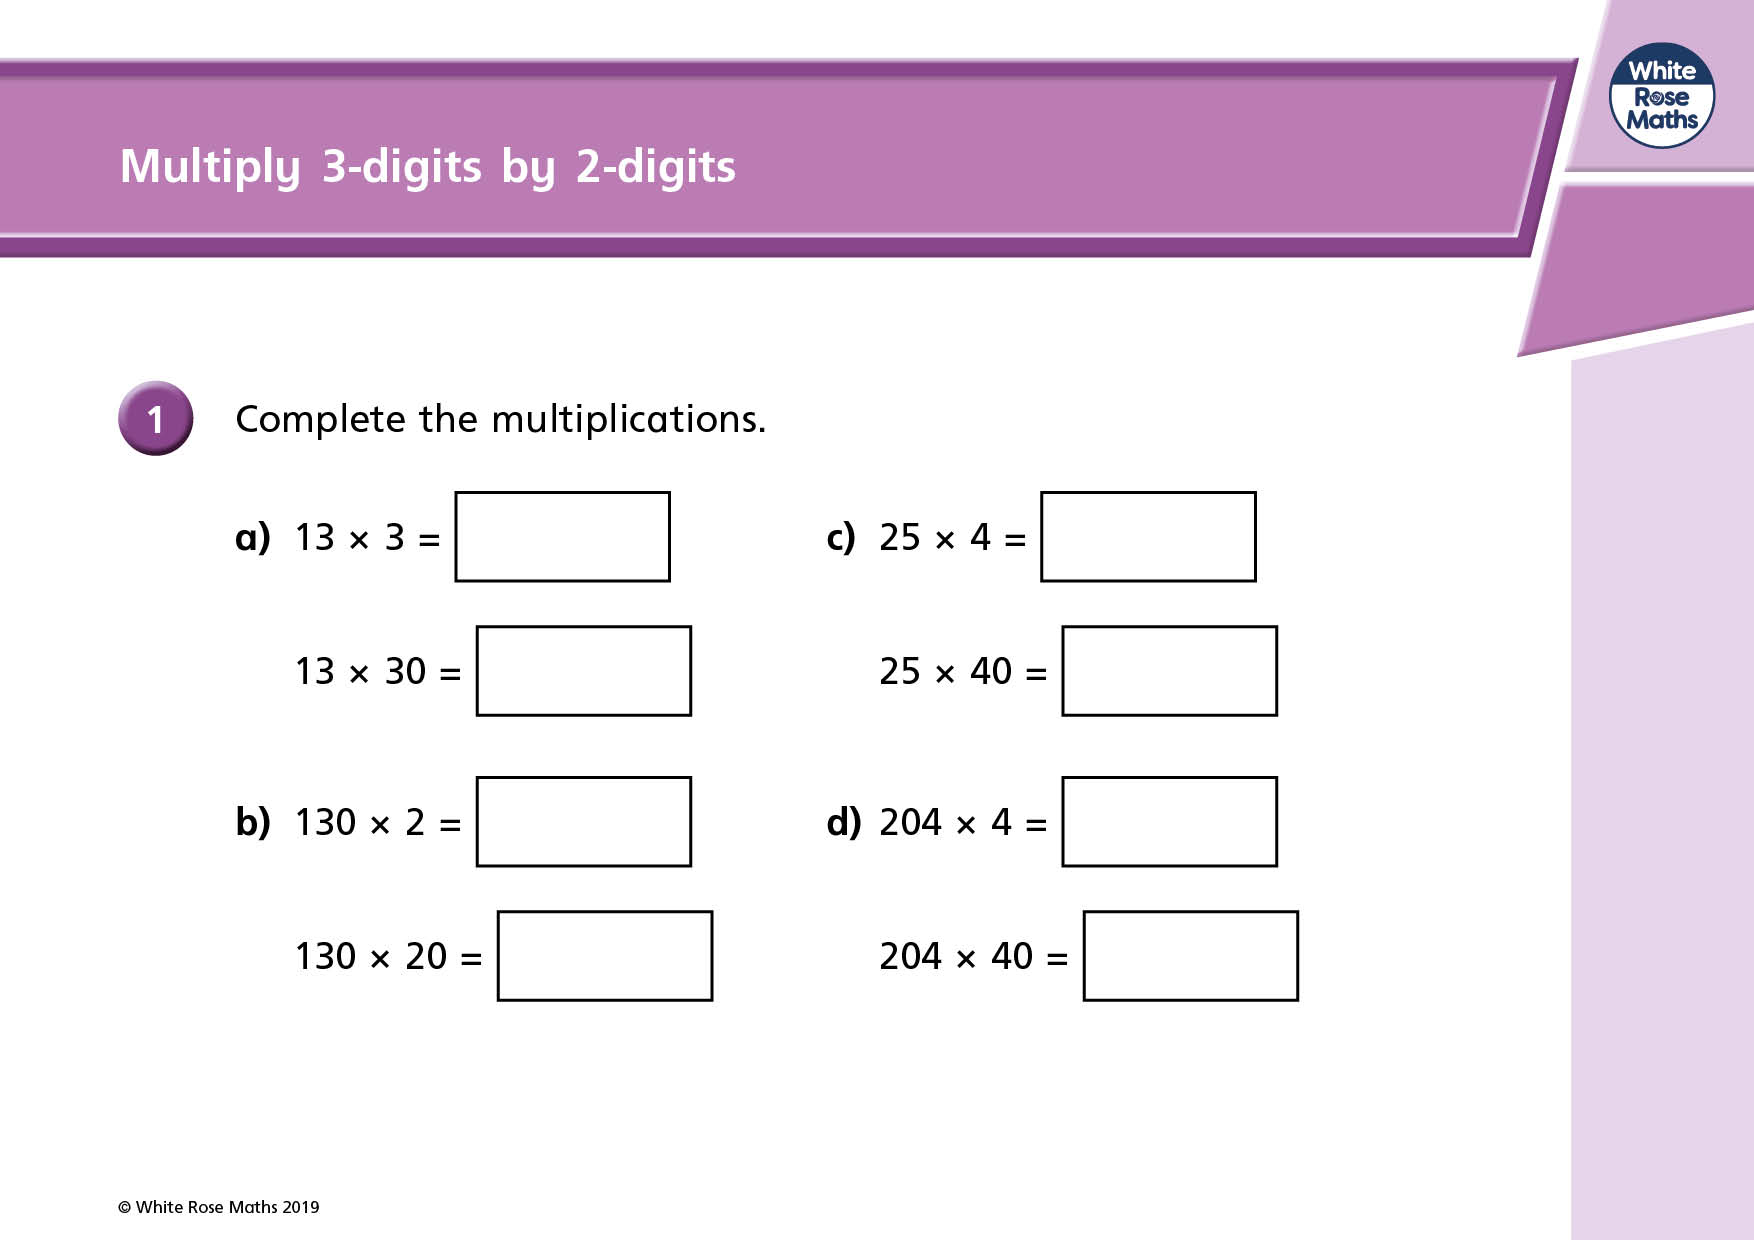 White
Rose
Maths
Multiply 3-digits by 2-digits
1 Complete the multiplications.
a) 13 × 3 =
13 × 30 =
b) 130 × 2 =
130 × 20 =
c) 25 × 4 =
25 × 40 =
d) 204 × 4 =
204 × 40 =
© White Rose Maths 2019